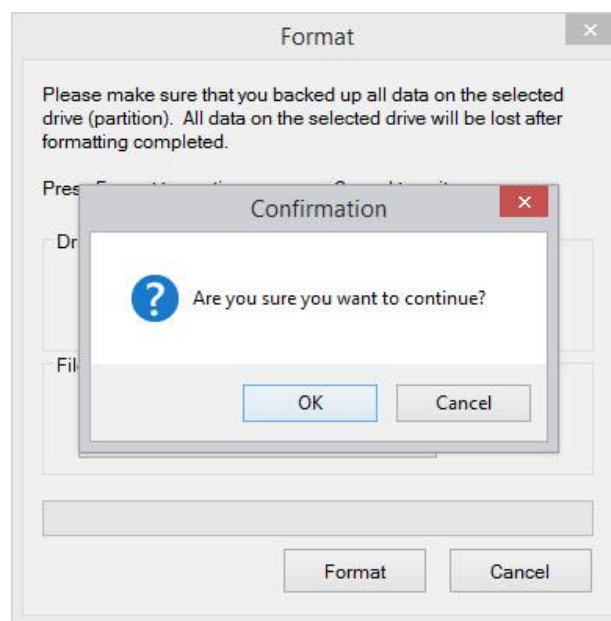 Format
Please make sure that you backed up all data on the selected
drive (partition). All data on the selected drive will be lost after
formatting completed.
Confirmation
Are you sure you want to continue?
OK Cancel
Format Cancel